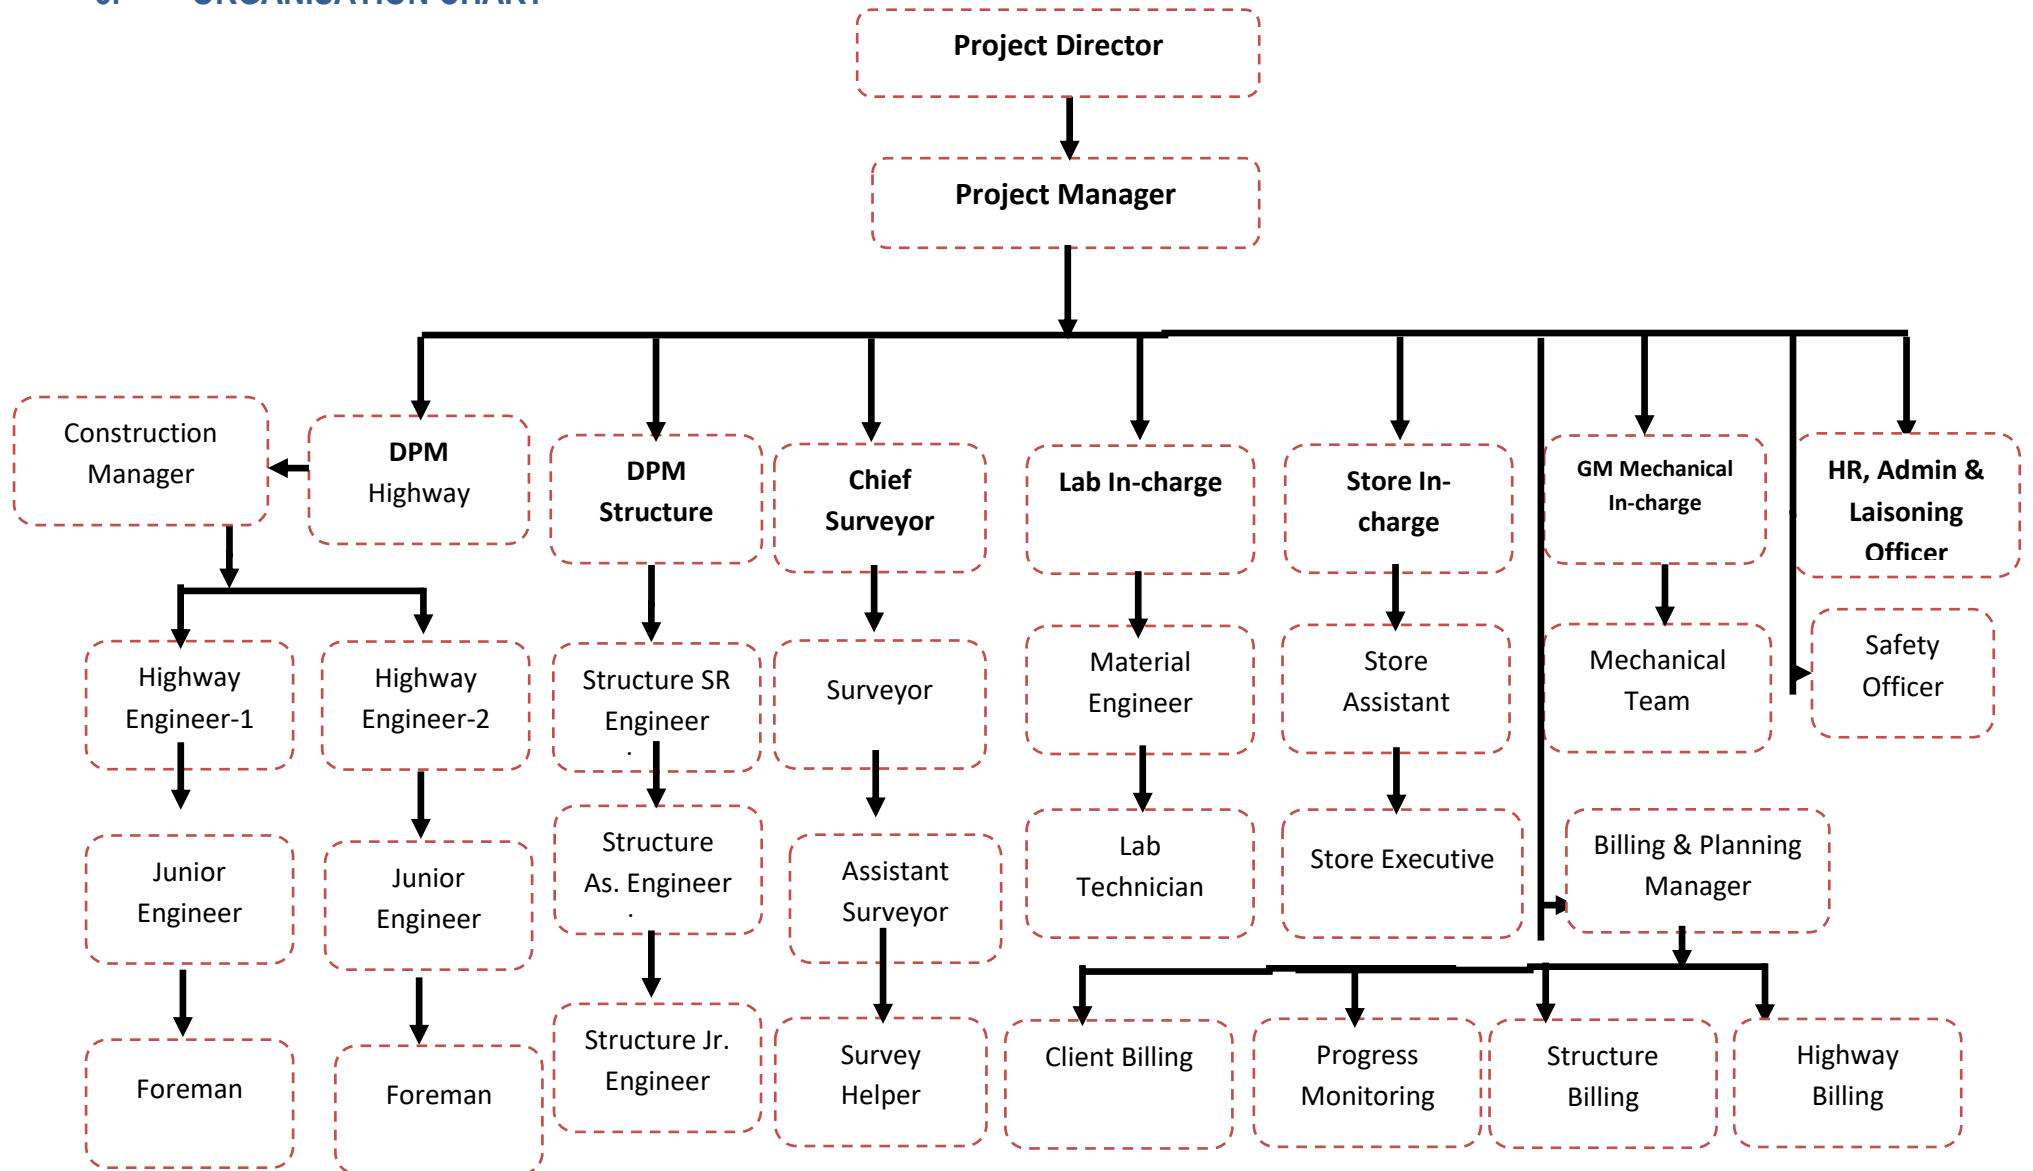 ORGANISATION CHART
Project Director
Project Manager
Construction
Manager
DPM
Highway
DPM
Structure
Chief
Surveyor
Lab In-charge
Store In-
charge
GM Mechanical
In-charge
HR, Admin &
Laisoning
Officer
Highway
Engineer-1
Highway
Engineer-2
Structure SR
Engineer
.
Surveyor
Material
Engineer
Store
Assistant
Mechanical
Team
Safety
Officer
Junior
Engineer
Junior
Engineer
Structure
As. Engineer
.
Assistant
Surveyor
Lab
Technician
Store Executive
Billing & Planning
Manager
Foreman
Foreman
Structure Jr.
Engineer
Survey
Helper
Client Billing
Progress
Monitoring
Structure
Billing
Highway
Billing